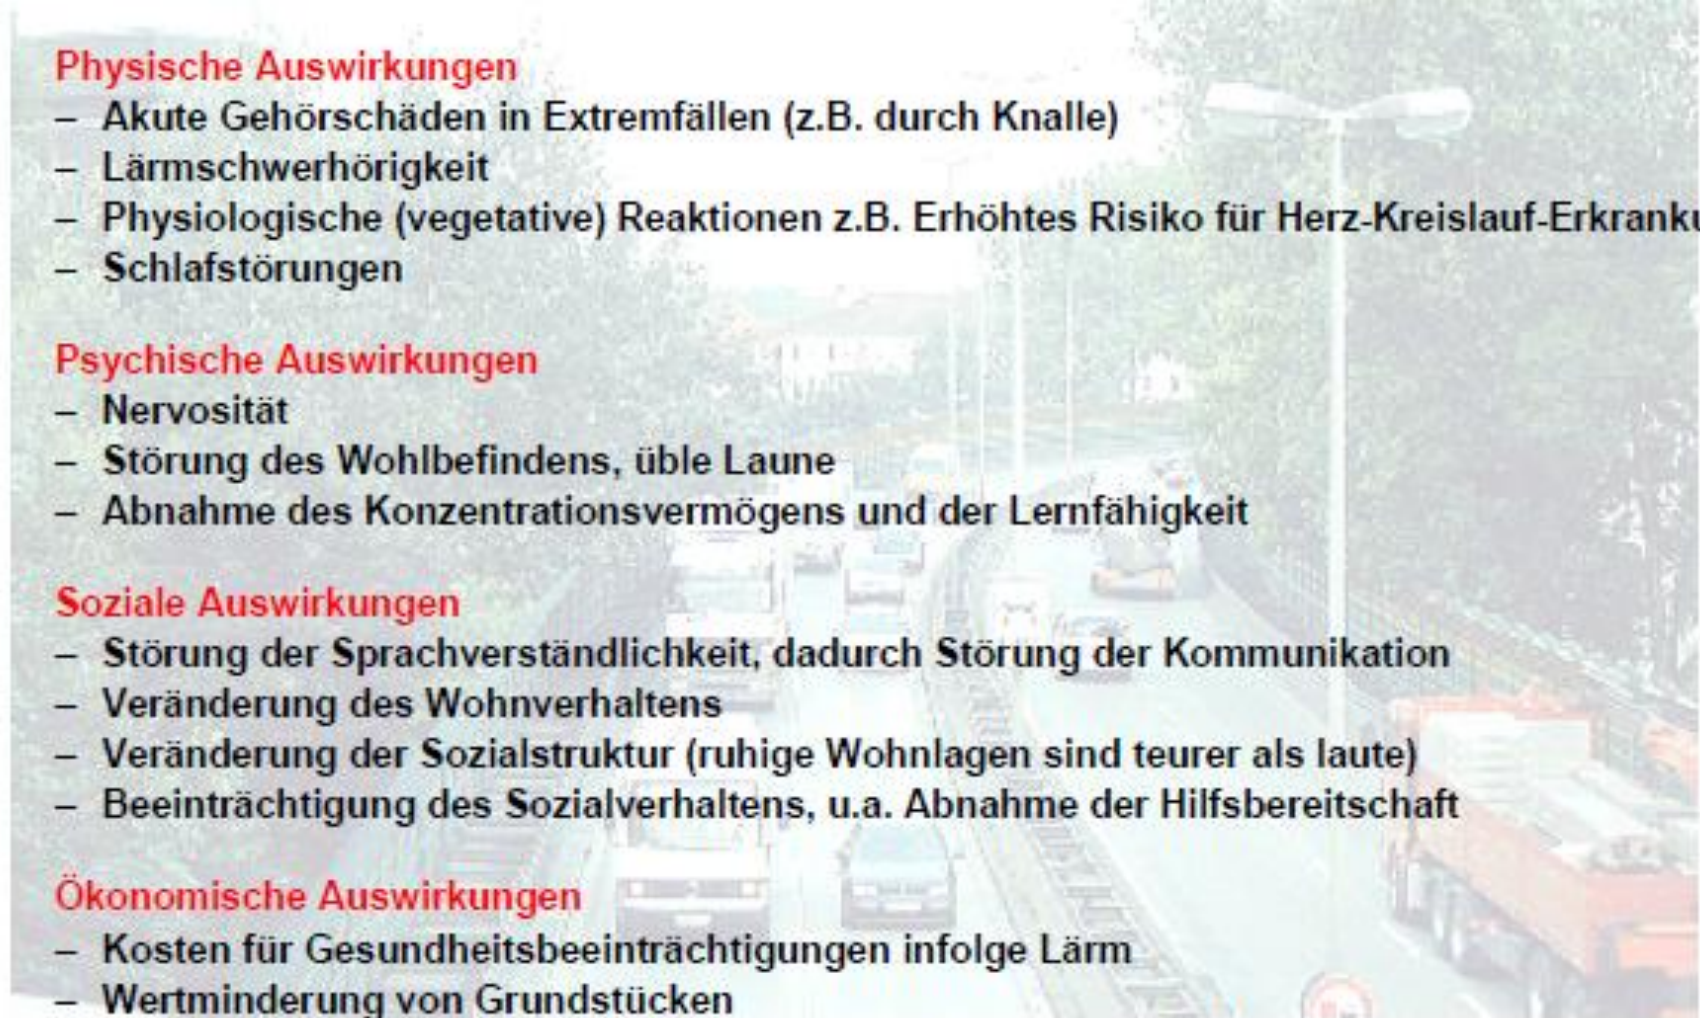 Physische Auswirkungen
– Akute Gehörschäden in Extremfällen (z.B. durch Knalle)
– Lärmschwerhörigkeit
– Physiologische (vegetative) Reaktionen z.B. Erhöhtes Risiko für Herz-Kreislauf-Erkranku
– Schlafstörungen
Psychische Auswirkungen
– Nervosität
– Störung des Wohlbefindens, üble Laune
– Abnahme des Konzentrationsvermögens und der Lernfähigkeit
Soziale Auswirkungen
– Störung der Sprachverständlichkeit, dadurch Störung der Kommunikation
– Veränderung des Wohnverhaltens
– Veränderung der Sozialstruktur (ruhige Wohnlagen sind teurer als laute)
– Beeinträchtigung des Sozialverhaltens, u.a. Abnahme der Hilfsbereitschaft
Ökonomische Auswirkungen
– Kosten für Gesundheitsbeeinträchtigungen infolge Lärm
– Wertminderung von Grundstücken